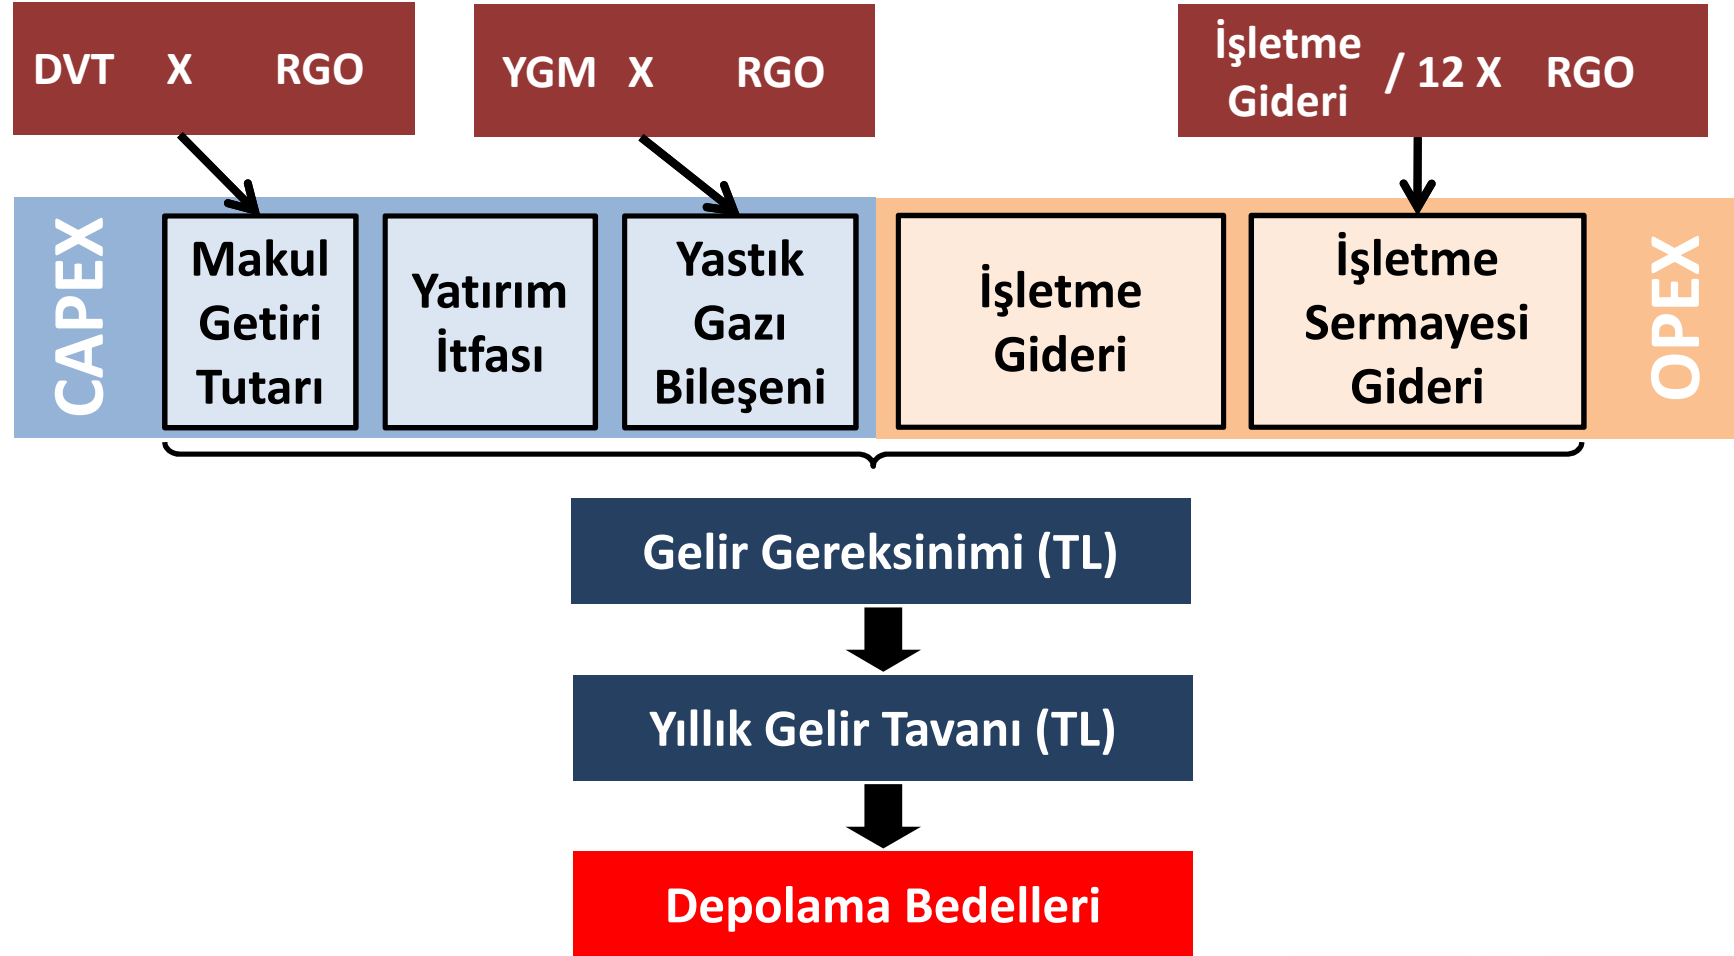 DVT X RGO
YGM X RGO
İşletme
Gideri
/ 12 X RGO
CAPEX
Makul
Getiri
Tutarı
Yatırım
İtfası
Yastık
Gazı
Bileşeni
İşletme
Gideri
İşletme
Sermayesi
Gideri
OPEX
Gelir Gereksinimi (TL)
Yıllık Gelir Tavanı (TL)
Depolama Bedelleri